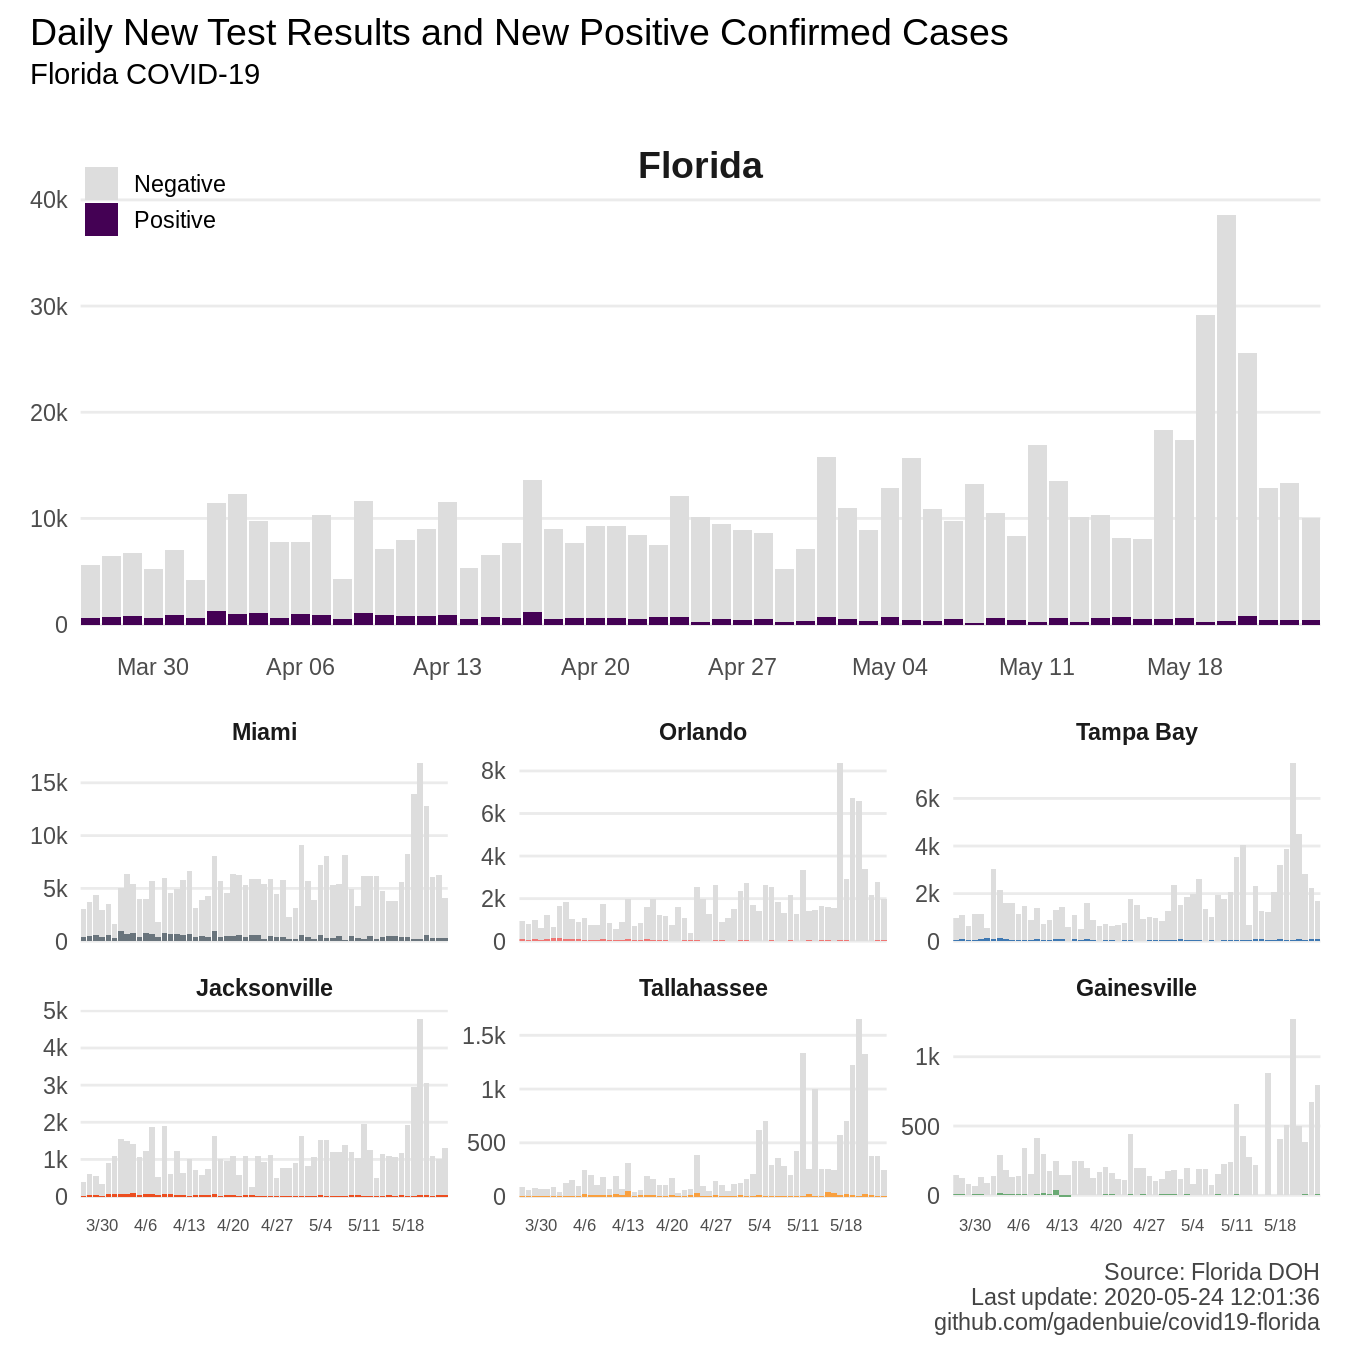 Daily New Test Results and New Positive Confirmed Cases
Florida COVID-19
Florida
Negative
Positive
40k
30k
20k
10k
0
Mar 30 Apr 06 Apr 13 Apr 20 Apr 27 May 04 May 11 May 18
Miami
15k
10k
5k
0
Orlando
8k
6k
4k
2k
0
Tampa Bay
6k
4k
2k
0
Jacksonville
5k
4k
3k
2k
1k
0
3/30 4/6 4/13 4/20 4/27 5/4 5/11 5/18
Tallahassee
1.5k
1k
500
0
3/30 4/6 4/13 4/20 4/27 5/4 5/11 5/18
Gainesville
1k
500
0
3/30 4/6 4/13 4/20 4/27 5/4 5/11 5/18
Source: Florida DOH
Last update: 2020-05-24 12:01:36
github.com/gadenbuie/covid19-florida